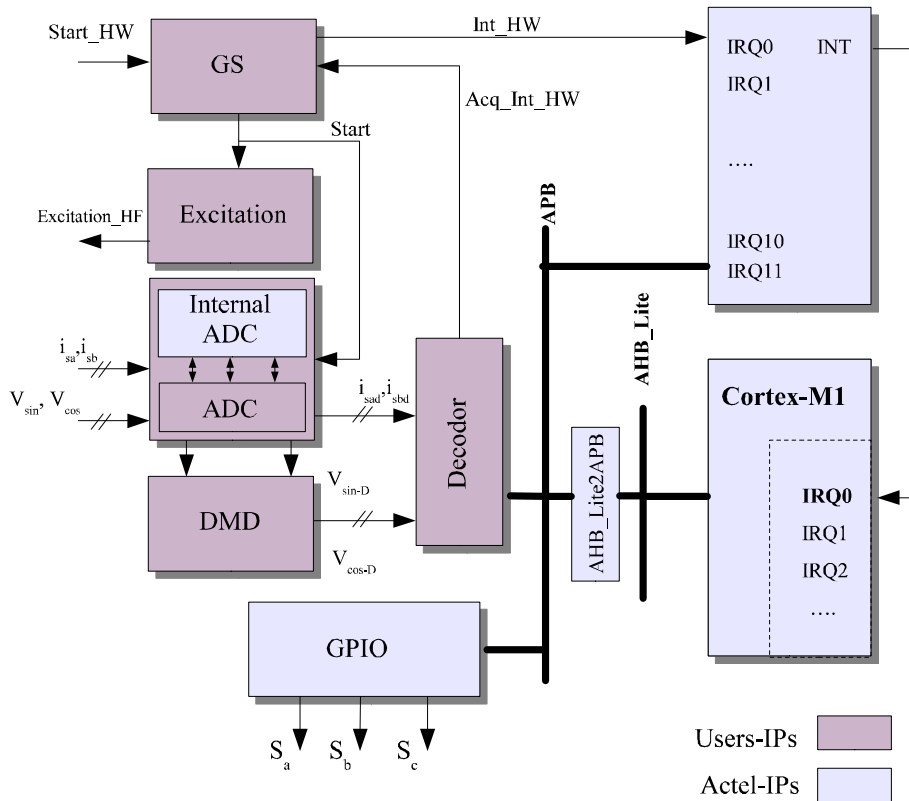 Start_HW
GS
Int_HW
Acq_Int_HW
Start
IRQ0
INT
IRQ1
....
IRQ10
IRQ11
Excitation
Excitation_HF
APB
Internal
ADC
ADC
i_sa,i_sb
V_sin, V_cos
i_sad,i_sbd
Decodor
AHB_Lite
AHB_Lite2APB
Cortex-M1
IRQ0
IRQ1
IRQ2
....
DMD
V_sin-D
V_cos-D
GPIO
S_a
S_b
S_c
Users-IPs
Actel-IPs